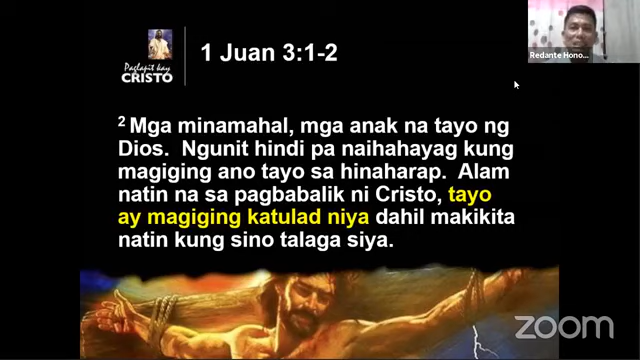 Paglapit kay
CRISTO
1 Juan 3:1-2
Redante Hono...
2 Mga minamahal, mga anak na tayo ng
Dios. Ngunit hindi pa naihahayag kung
magiging ano tayo sa hinaharap. Alam
natin na sa pagbabalik ni Cristo, tayo
ay magiging katulad niya dahil makikita
natin kung sino talaga siya.
zoom